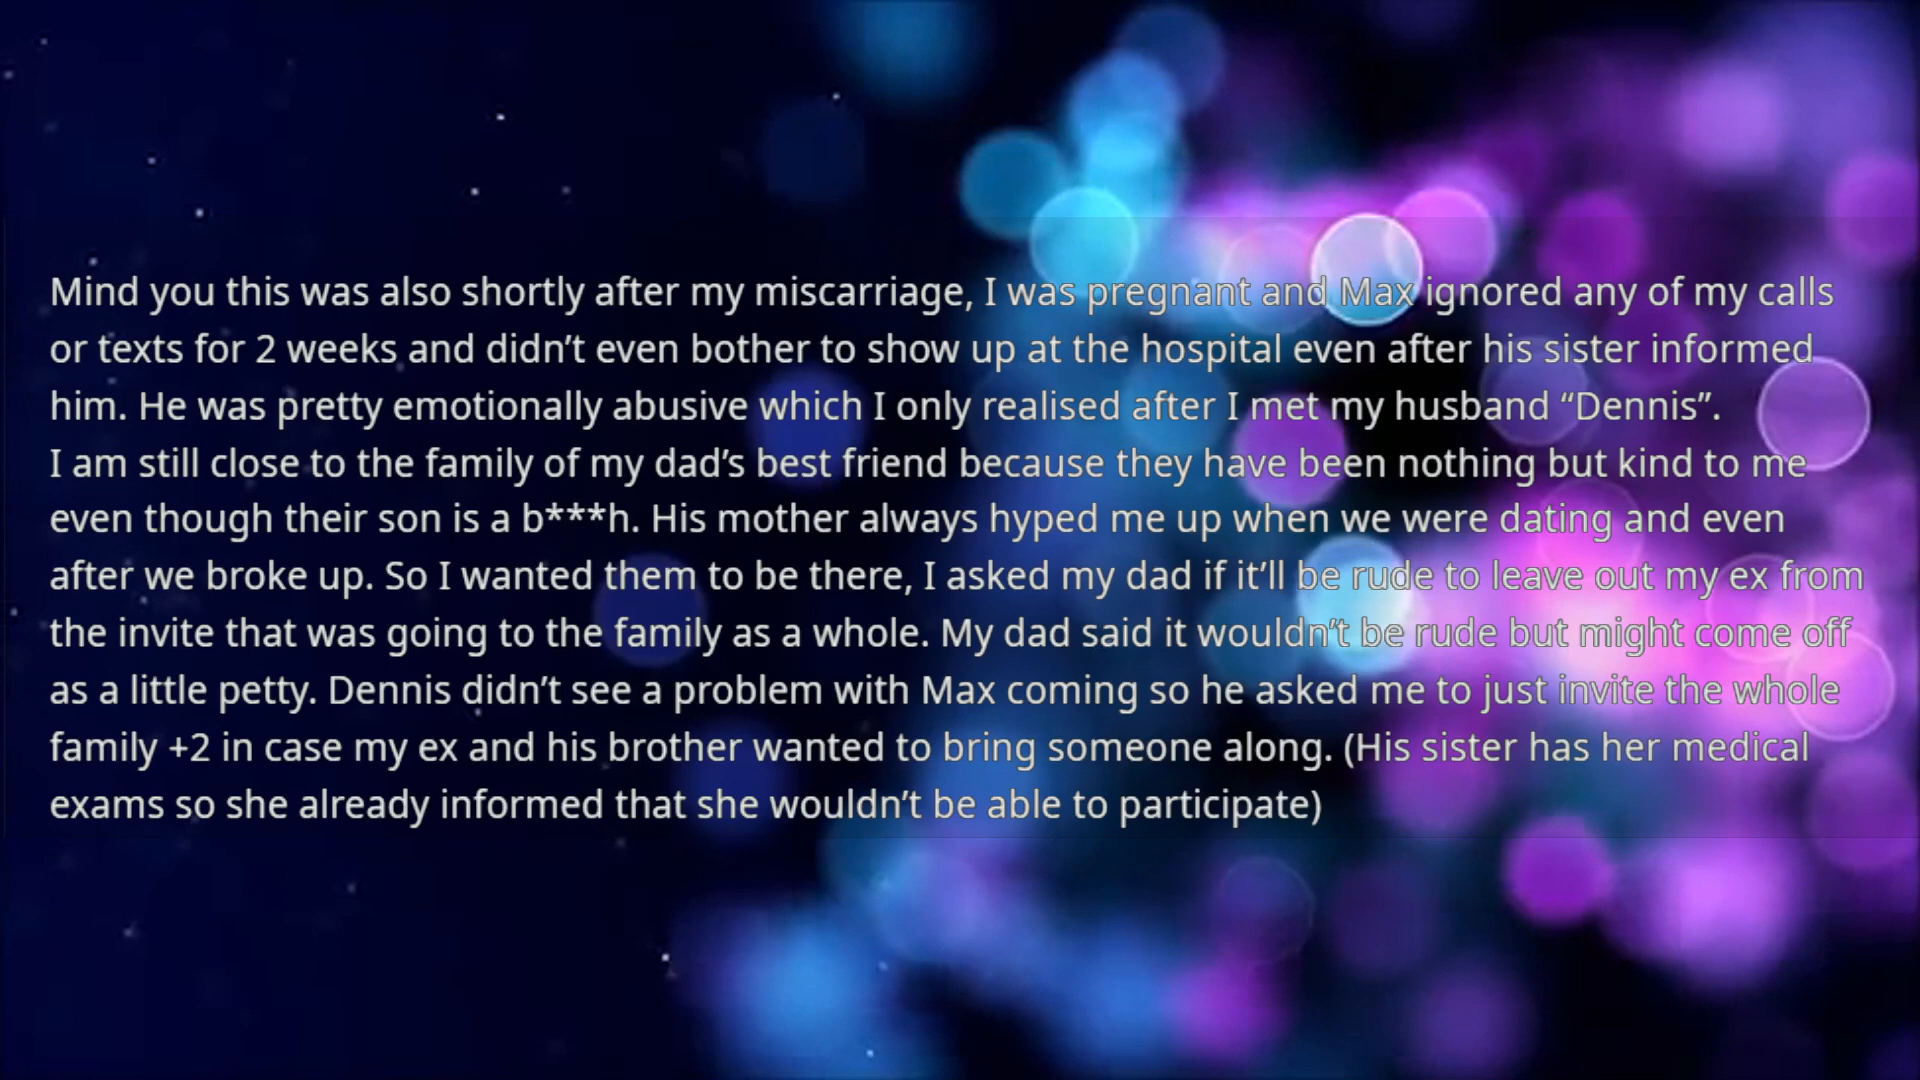 Mind you this was also shortly after my miscarriage, I was pregnant and Max ignored any of my calls
or texts for 2 weeks and didn’t even bother to show up at the hospital even after his sister informed
him. He was pretty emotionally abusive which I only realised after I met my husband “Dennis”.
I am still close to the family of my dad’s best friend because they have been nothing but kind to me
even though their son is a b***h. His mother always hyped me up when we were dating and even
after we broke up. So I wanted them to be there, I asked my dad if it’ll be rude to leave out my ex from
the invite that was going to the family as a whole. My dad said it wouldn’t be rude but might come off
as a little petty. Dennis didn’t see a problem with Max coming so he asked me to just invite the whole
family +2 in case my ex and his brother wanted to bring someone along. (His sister has her medical
exams so she already informed that she wouldn’t be able to participate)